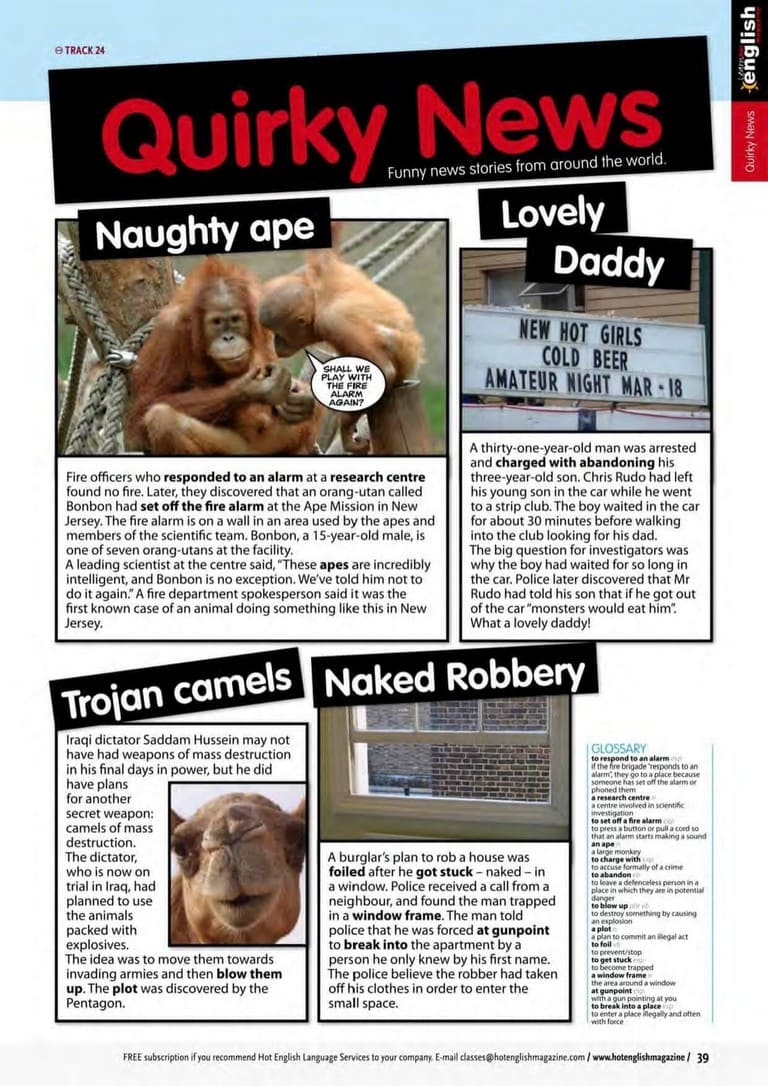 TRACK 24
Learn hot
english
MAGAZINE
Quirky News
Quirky News
Funny news stories from around the world.
Naughty ape
SHALL WE
PLAY WITH
THE FIRE
ALARM
AGAIN?
Fire officers who responded to an alarm at a research centre
found no fire. Later, they discovered that an orang-utan called
Bonbon had set off the fire alarm at the Ape Mission in New
Jersey. The fire alarm is on a wall in an area used by the apes and
members of the scientific team. Bonbon, a 15-year-old male, is
one of seven orang-utans at the facility.
A leading scientist at the centre said, "These apes are incredibly
intelligent, and Bonbon is no exception. We've told him not to
do it again." A fire department spokesperson said it was the
first known case of an animal doing something like this in New
Jersey.
Lovely
Daddy
NEW HOT GIRLS
COLD BEER
AMATEUR NIGHT MAR - 18
A thirty-one-year-old man was arrested
and charged with abandoning his
three-year-old son. Chris Rudo had left
his young son in the car while he went
to a strip club. The boy waited in the car
for about 30 minutes before walking
into the club looking for his dad.
The big question for investigators was
why the boy had waited for so long in
the car. Police later discovered that Mr
Rudo had told his son that if he got out
of the car "monsters would eat him".
What a lovely daddy!
Trojan camels
Iraqi dictator Saddam Hussein may not
have had weapons of mass destruction
in his final days in power, but he did
have plans
for another
secret weapon:
camels of mass
destruction.
The dictator,
who is now on
trial in Iraq, had
planned to use
the animals
packed with
explosives.
The idea was to move them towards
invading armies and then blow them
up. The plot was discovered by the
Pentagon.
Naked Robbery
A burglar's plan to rob a house was
foiled after he got stuck – naked – in
a window. Police received a call from a
neighbour, and found the man trapped
in a window frame. The man told
police that he was forced at gunpoint
to break into the apartment by a
person he only knew by his first name.
The police believe the robber had taken
off his clothes in order to enter the
small space.
GLOSSARY
to respond to an alarm exp
if the fire brigade "responds to an
alarm", they go to a place because
someone has set off the alarm or
phoned them
a research centre n
a centre involved in scientific
investigation
to set off a fire alarm exp
to press a button or pull a cord so
that an alarm starts making a sound
an ape n
a large monkey
to charge with exp
to accuse formally of a crime
to abandon vb
to leave a defenceless person in a
place in which they are in potential
danger
to blow up phr vb
to destroy something by causing
an explosion
a plot n
a plan to commit an illegal act
to foil vb
to prevent/stop
to get stuck exp
to become trapped
a window frame n
the area around a window
at gunpoint exp
with a gun pointing at you
to break into a place exp
to enter a place illegally and often
with force
FREE subscription if you recommend Hot English Language Services to your company. E-mail classes@hotenglishmagazine.com / www.hotenglishmagazine / 39